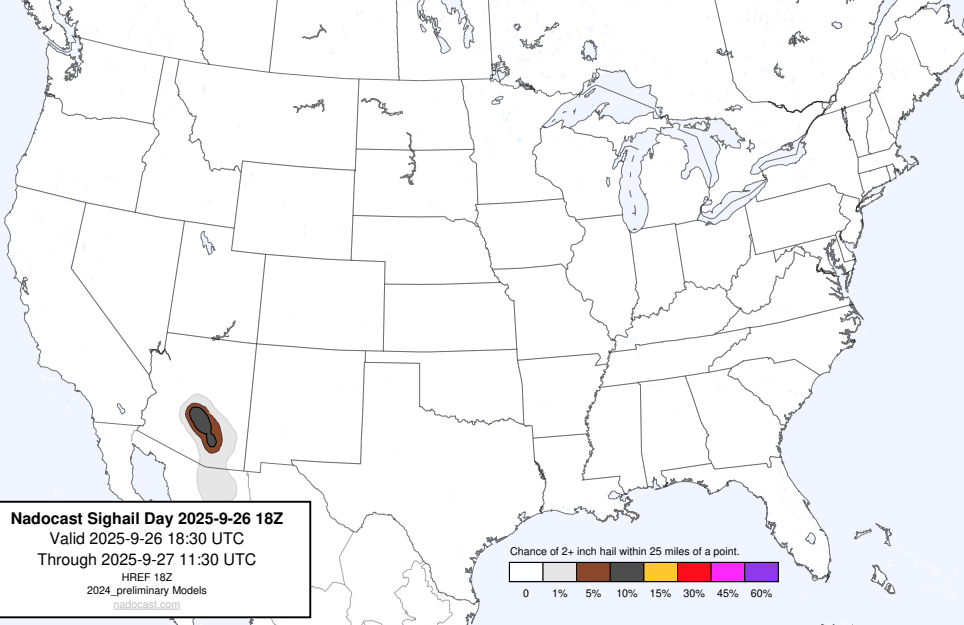 Nadocast Sighail Day 2025-9-26 18Z
Valid 2025-9-26 18:30 UTC
Through 2025-9-27 11:30 UTC
HREF 18Z
2024_preliminary Models
nadocast.com
Chance of 2+ inch hail within 25 miles of a point.
0 1% 5% 10% 15% 30% 45% 60%